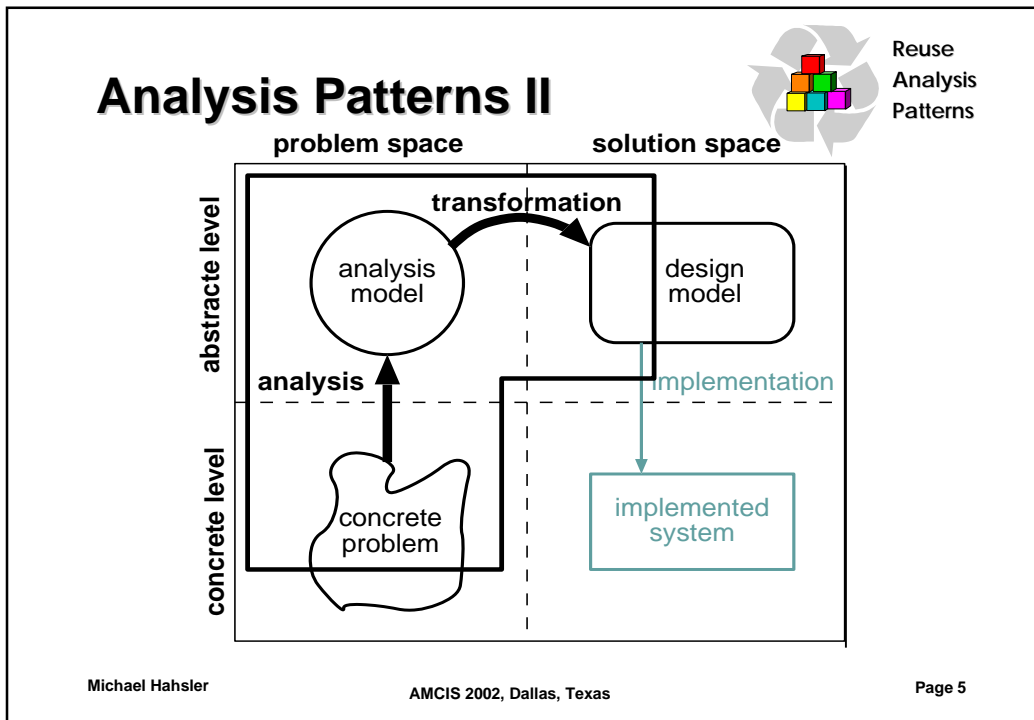 Reuse
Analysis
Patterns
Analysis Patterns II
problem space
solution space
abstracte level
transformation
analysis
model
design
model
analysis
implementation
concrete level
concrete
problem
implemented
system
Michael Hahsler
AMCIS 2002, Dallas, Texas
Page 5